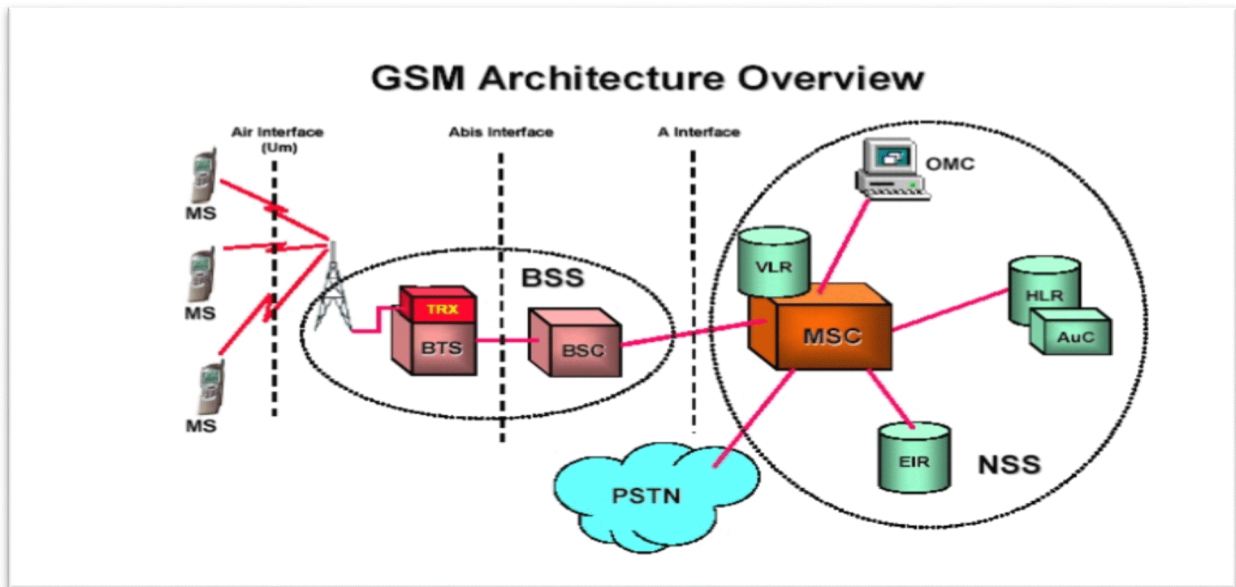 GSM Architecture Overview
Air Interface
(Um)
Abis Interface
A Interface
MS
MS
MS
TRX
BTS
BSS
BSC
OMC
VLR
MSC
HLR
AuC
EIR
NSS
PSTN